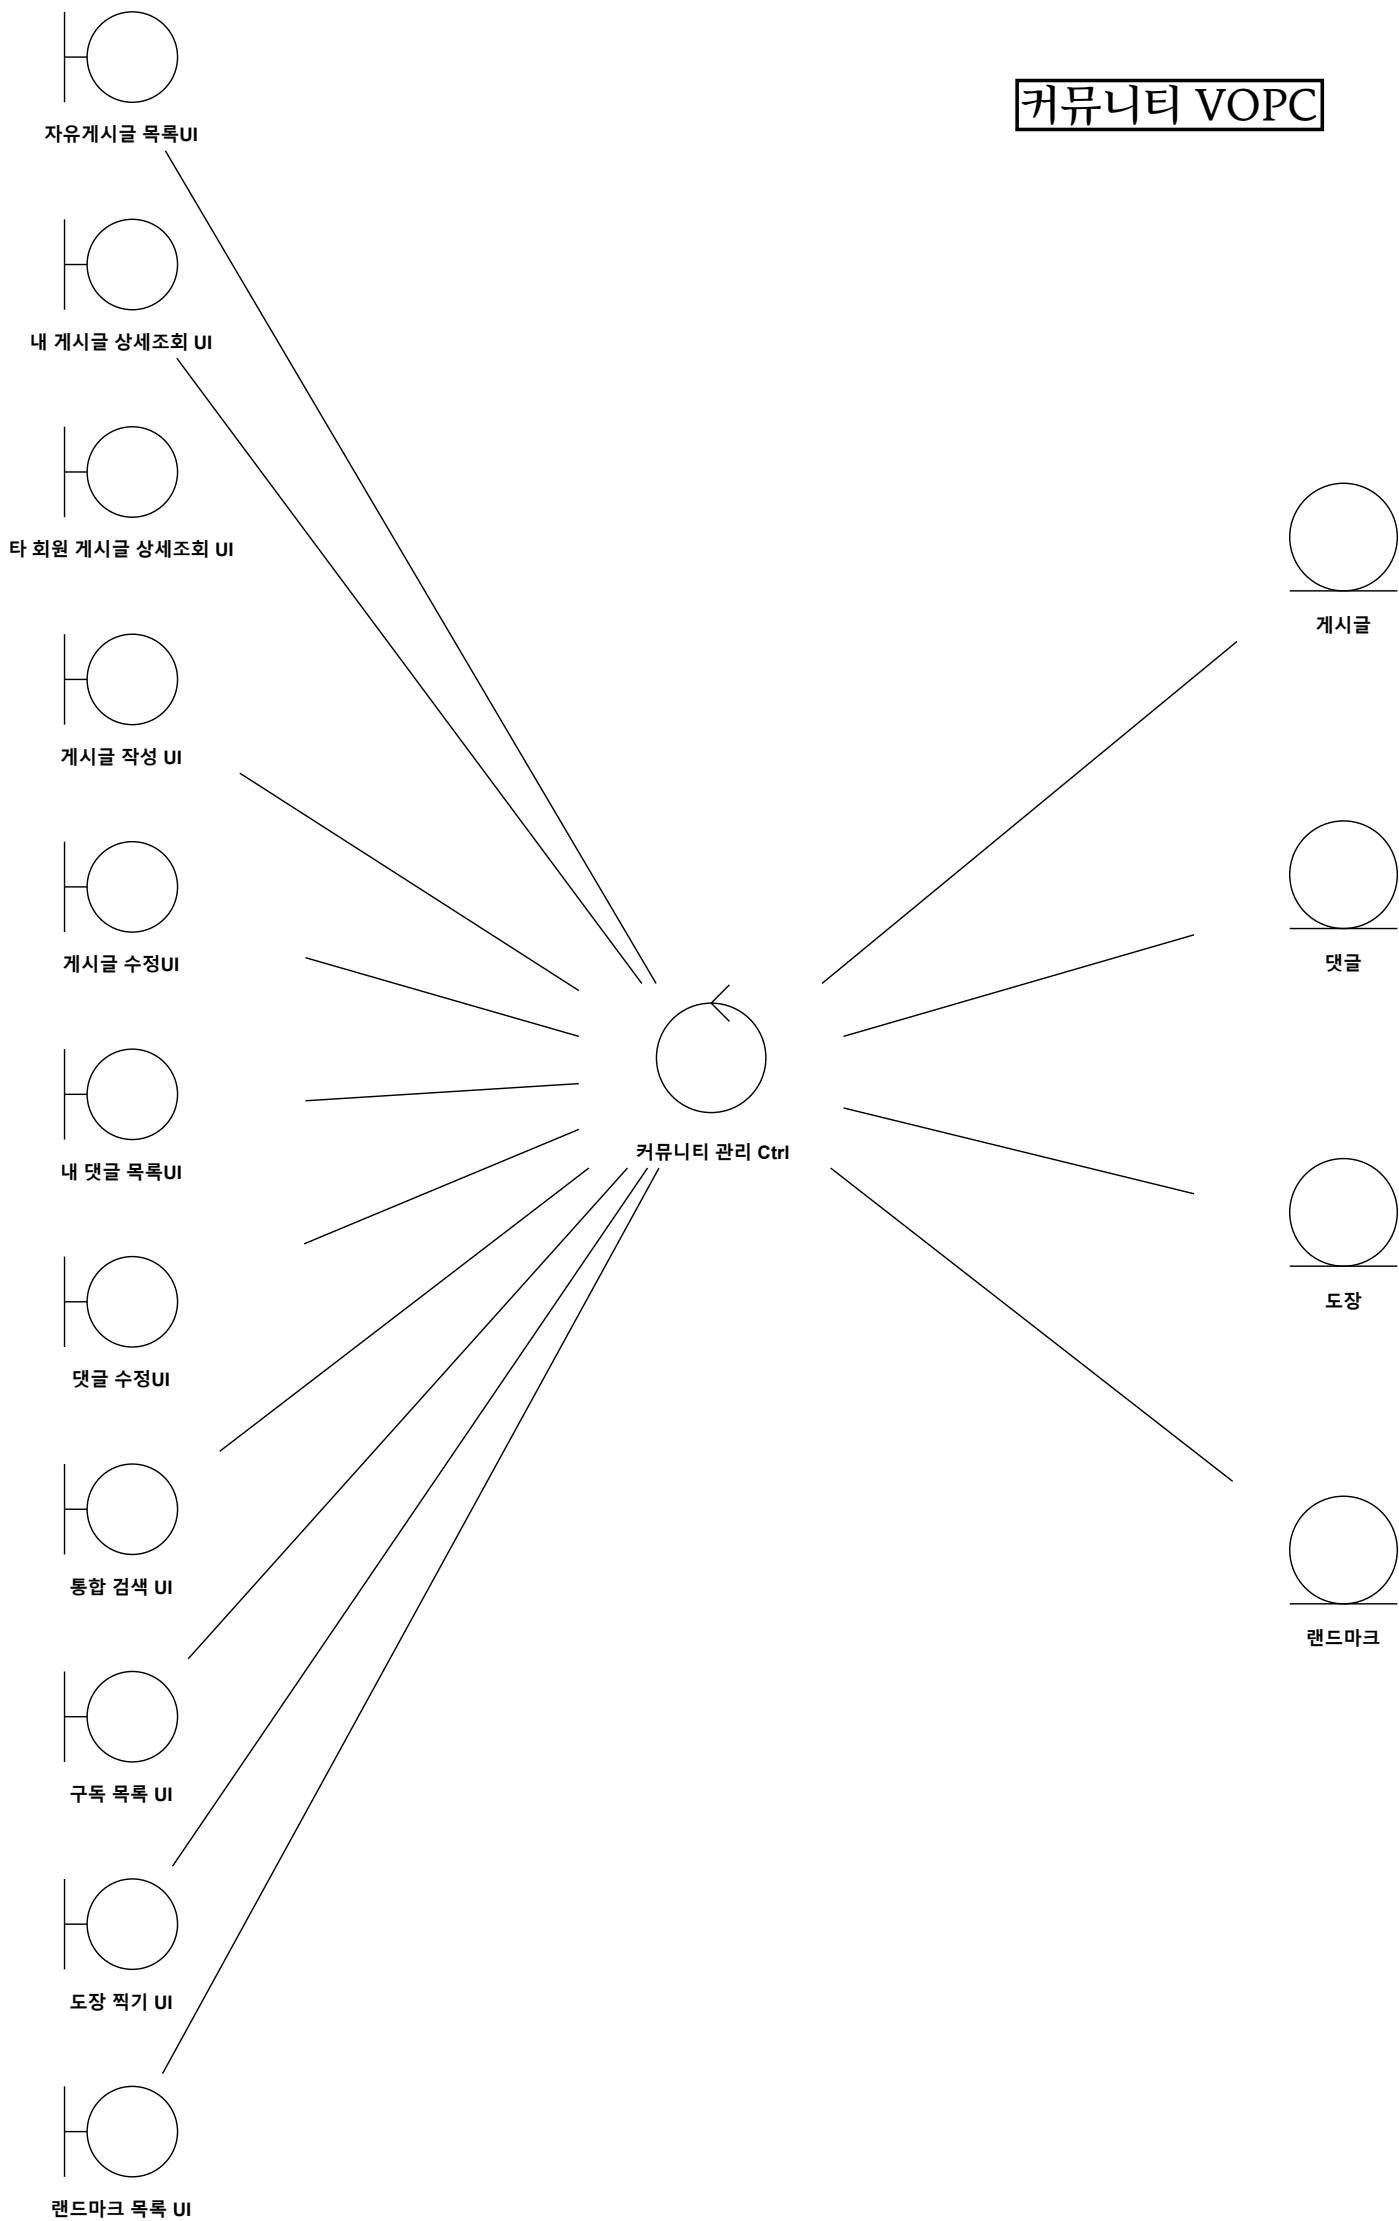 커뮤니티 VOPC
자유게시글 목록UI
내 게시글 상세조회 UI
타 회원 게시글 상세조회 UI
게시글 작성 UI
게시글 수정UI
내 댓글 목록UI
댓글 수정UI
통합 검색 UI
구독 목록 UI
도장 찍기 UI
랜드마크 목록 UI
커뮤니티 관리 Ctrl
게시글
댓글
도장
랜드마크